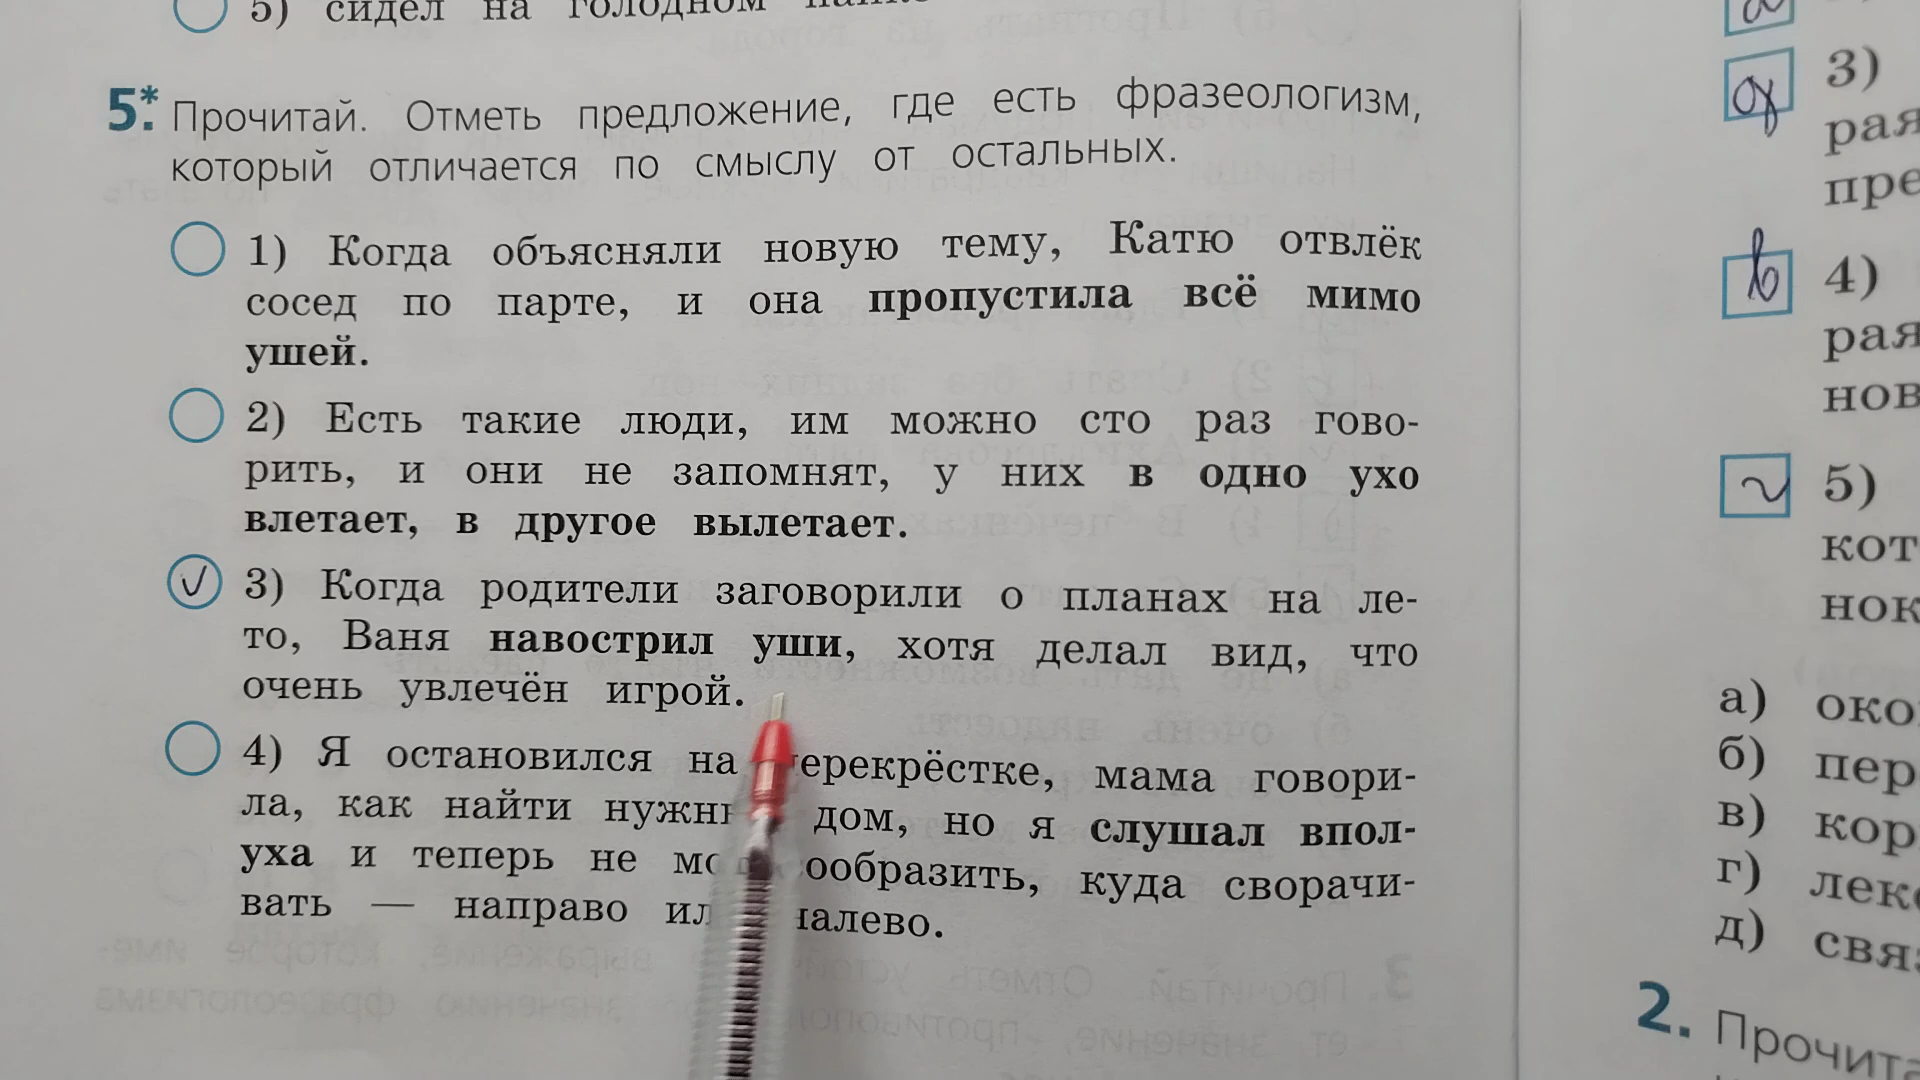 5) сидел на голодном
5.* Прочитай. Отметь предложение, где есть фразеологизм,
который отличается по смыслу от остальных.
1) Когда объясняли новую тему, Катю отвлёк
сосед по парте, и она пропустила всё мимо
ушей.
2) Есть такие люди, им можно сто раз гово-
рить, и они не запомнят, у них в одно ухо
влетает, в другое вылетает.
3) Когда родители заговорили о планах на ле-
то, Ваня навострил уши, хотя делал вид, что
очень увлечён игрой.
4) Я остановился на перекрёстке, мама говори-
ла, как найти дом, но я слушал впол-
уха и теперь не сообразить, куда сворачи-
вать — направо или налево.
3)
рая
пре
4)
рая
нов
5)
кот
нок
а) око
б) пер
в) кор
г) лек
д) свя
2. Прочита